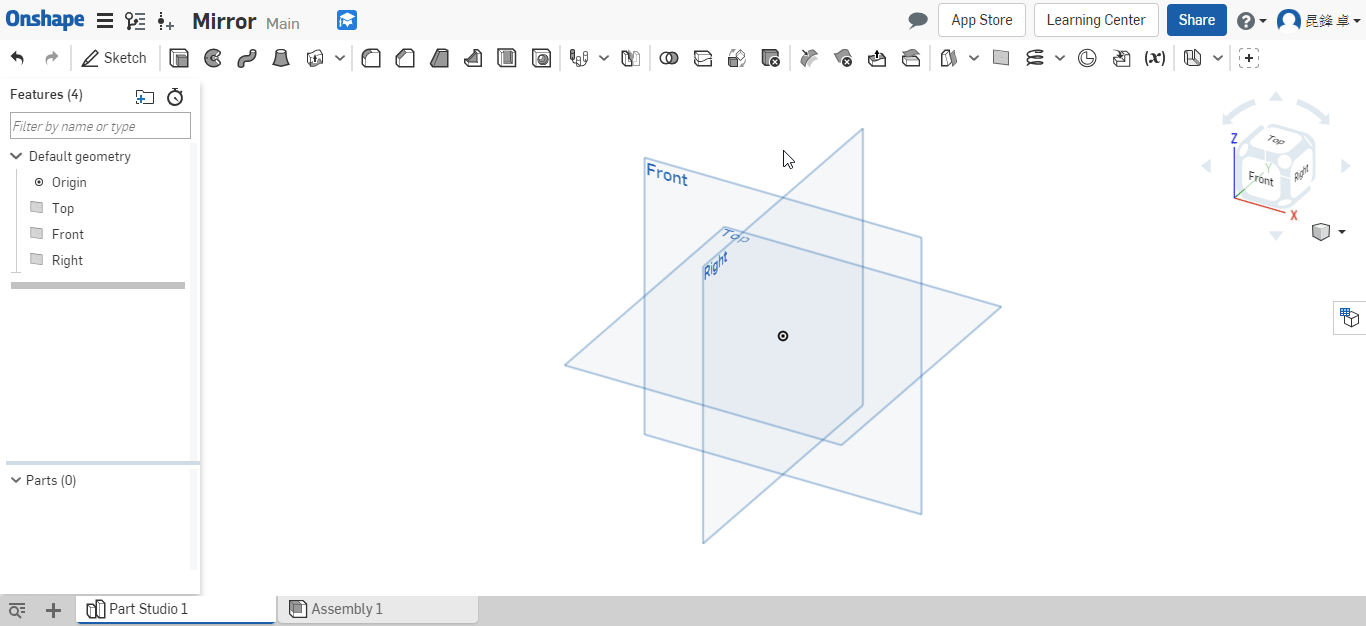 Onshape Mirror Main App Store Learning Center Share 昆鋒 卓
Sketch (x)
Features (4)
Filter by name or type
Default geometry
Origin
Top
Front
Right
Parts (0)
Front
Top
Right
Z
Top
Y
Front
Right
X
Part Studio 1
Assembly 1